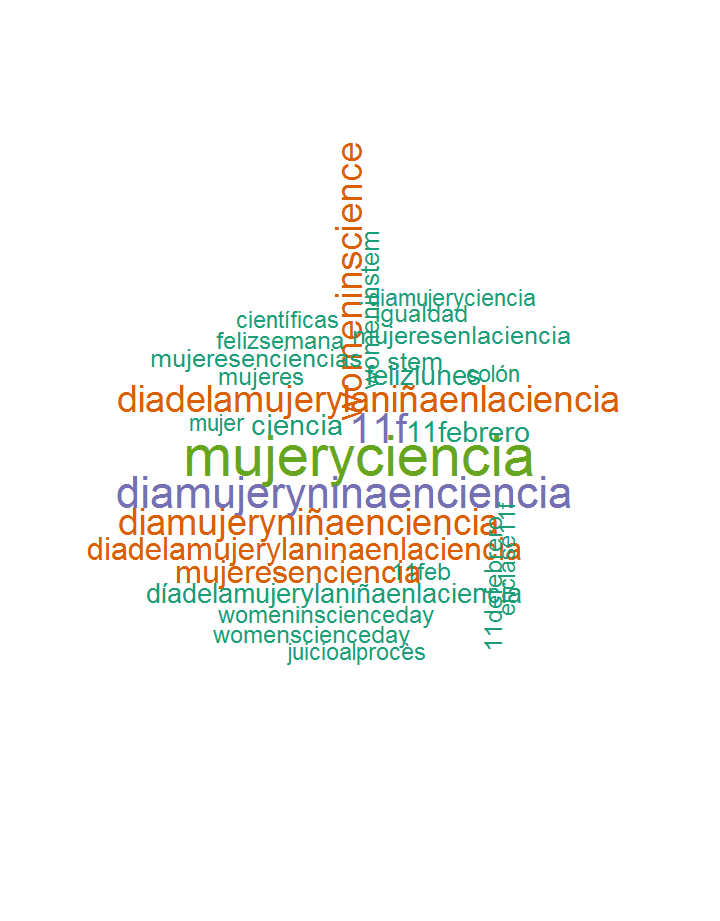 womeninscience
womeninstem
diamujeryciencia
igualdad
científicas
mujeresenlaciencia
felizsemana
mujeresenciencias
stem
mujeres
felizlunes
colón
diadelamujerylaniñaenlaciencia
mujer
ciencia
11f
11febrero
mujeryciencia
diamujeryninaenciencia
diamujeryniñaenciencia
diadelamujerylaninaenlaciencia
mujeresenciencia
11feb
díadelamujerylaniñaenlaciencia
11defebrero
enclase11f
womeninscienceday
womenscienceday
juicioalprocés